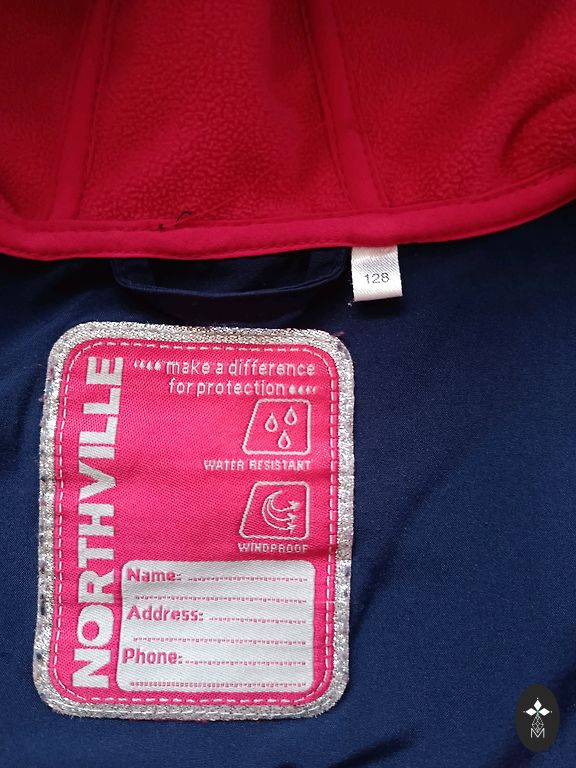 128
make a difference
for protection
NORTHVILLE
WATER RESISTANT
WINDPROOF
Name:
Address:
Phone:
M